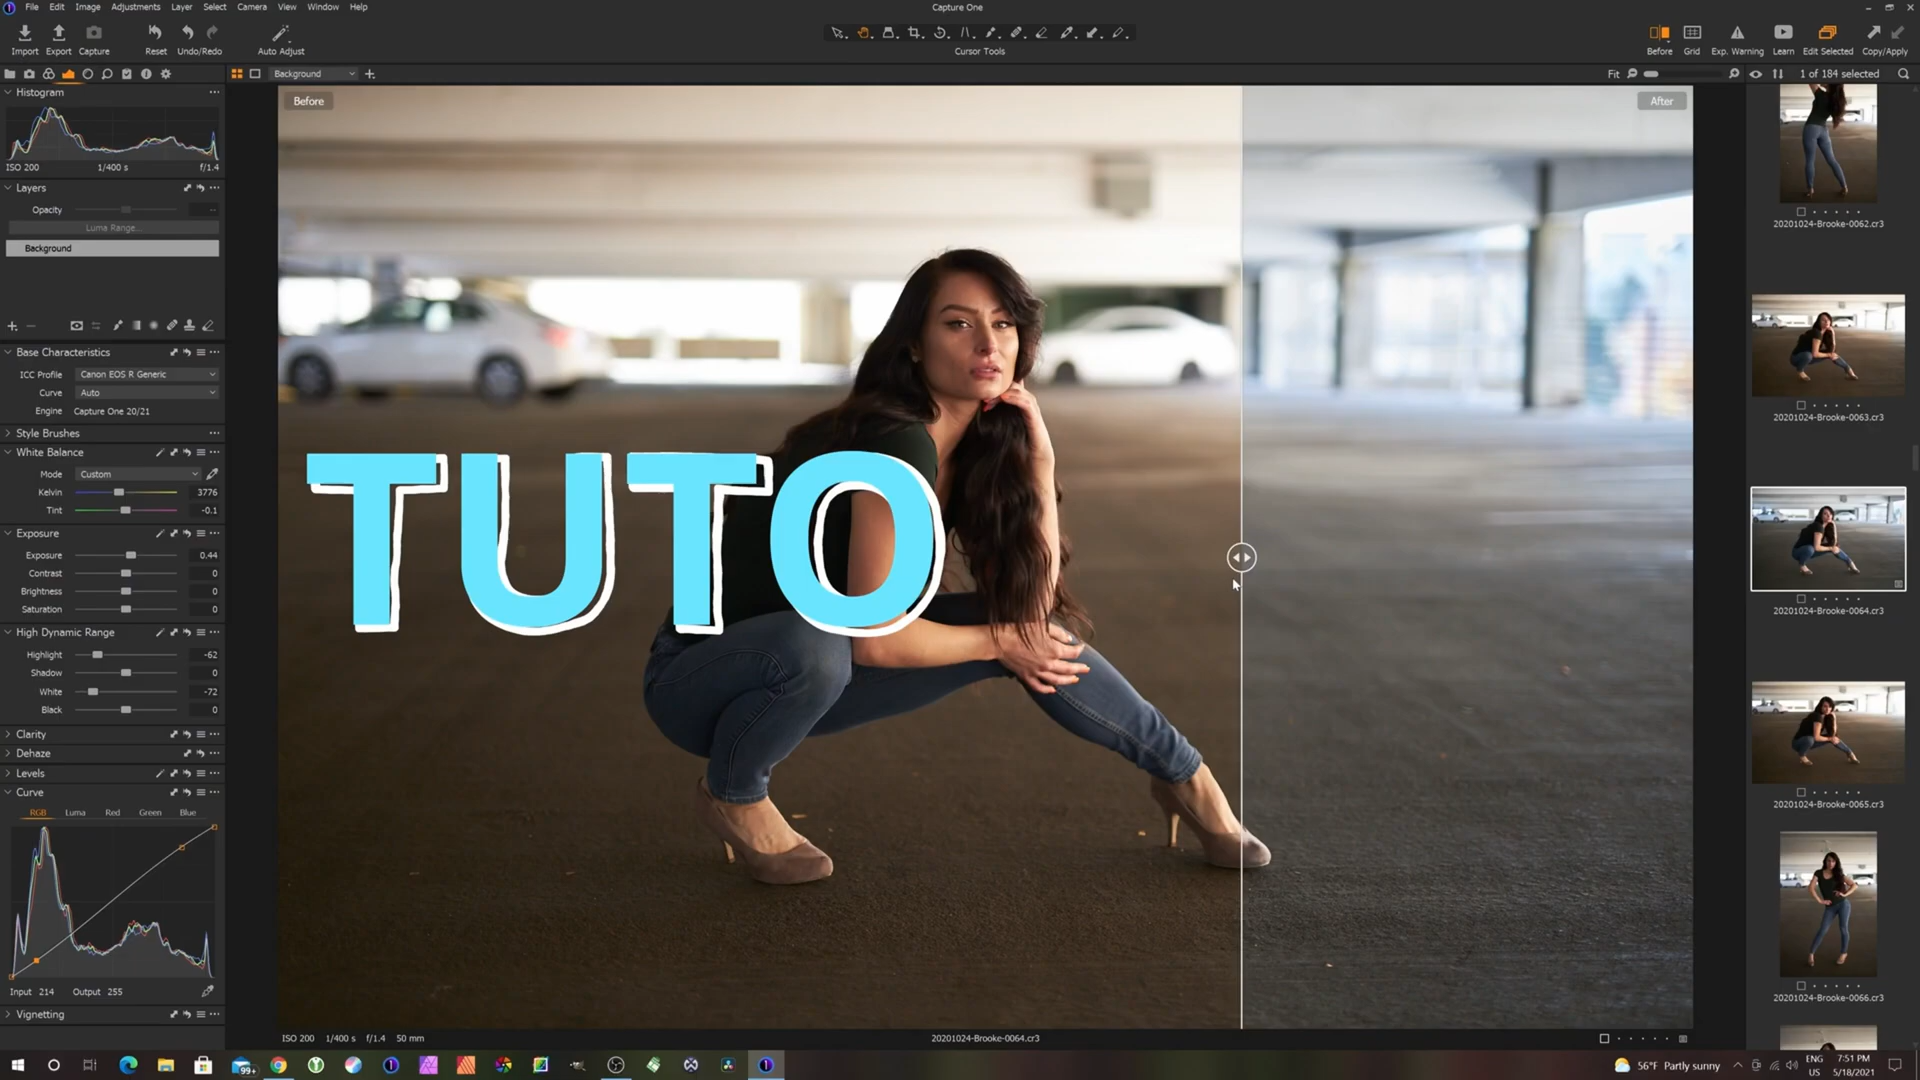 File Edit Image Adjustments Layer Select Camera View Window Help
Capture One
Import Export Capture
Reset Undo/Redo
Auto Adjust
Cursor Tools
Before Grid Exp. Warning Learn Edit Selected Copy/Apply
Background
Fit
1 of 184 selected
Histogram
ISO 200 1/400 s f/1.4
Layers
Opacity --
Luma Range...
Background
Base Characteristics
ICC Profile Canon EOS R Generic
Curve Auto
Engine Capture One 20/21
Style Brushes
White Balance
Mode Custom
Kelvin 3776
Tint -0.1
Exposure
Exposure 0.44
Contrast 0
Brightness 0
Saturation 0
High Dynamic Range
Highlight -62
Shadow 0
White -72
Black 0
Clarity
Dehaze
Levels
Curve
RGB Luma Red Green Blue
Input 214 Output 255
Vignetting
Before
After
TUTO
ISO 200 1/400 s f/1.4 50 mm
20201024-Brooke-0064.cr3
20201024-Brooke-0062.cr3
20201024-Brooke-0063.cr3
20201024-Brooke-0064.cr3
20201024-Brooke-0065.cr3
20201024-Brooke-0066.cr3
99+
56°F Partly sunny
ENG
US
7:51 PM
5/18/2021